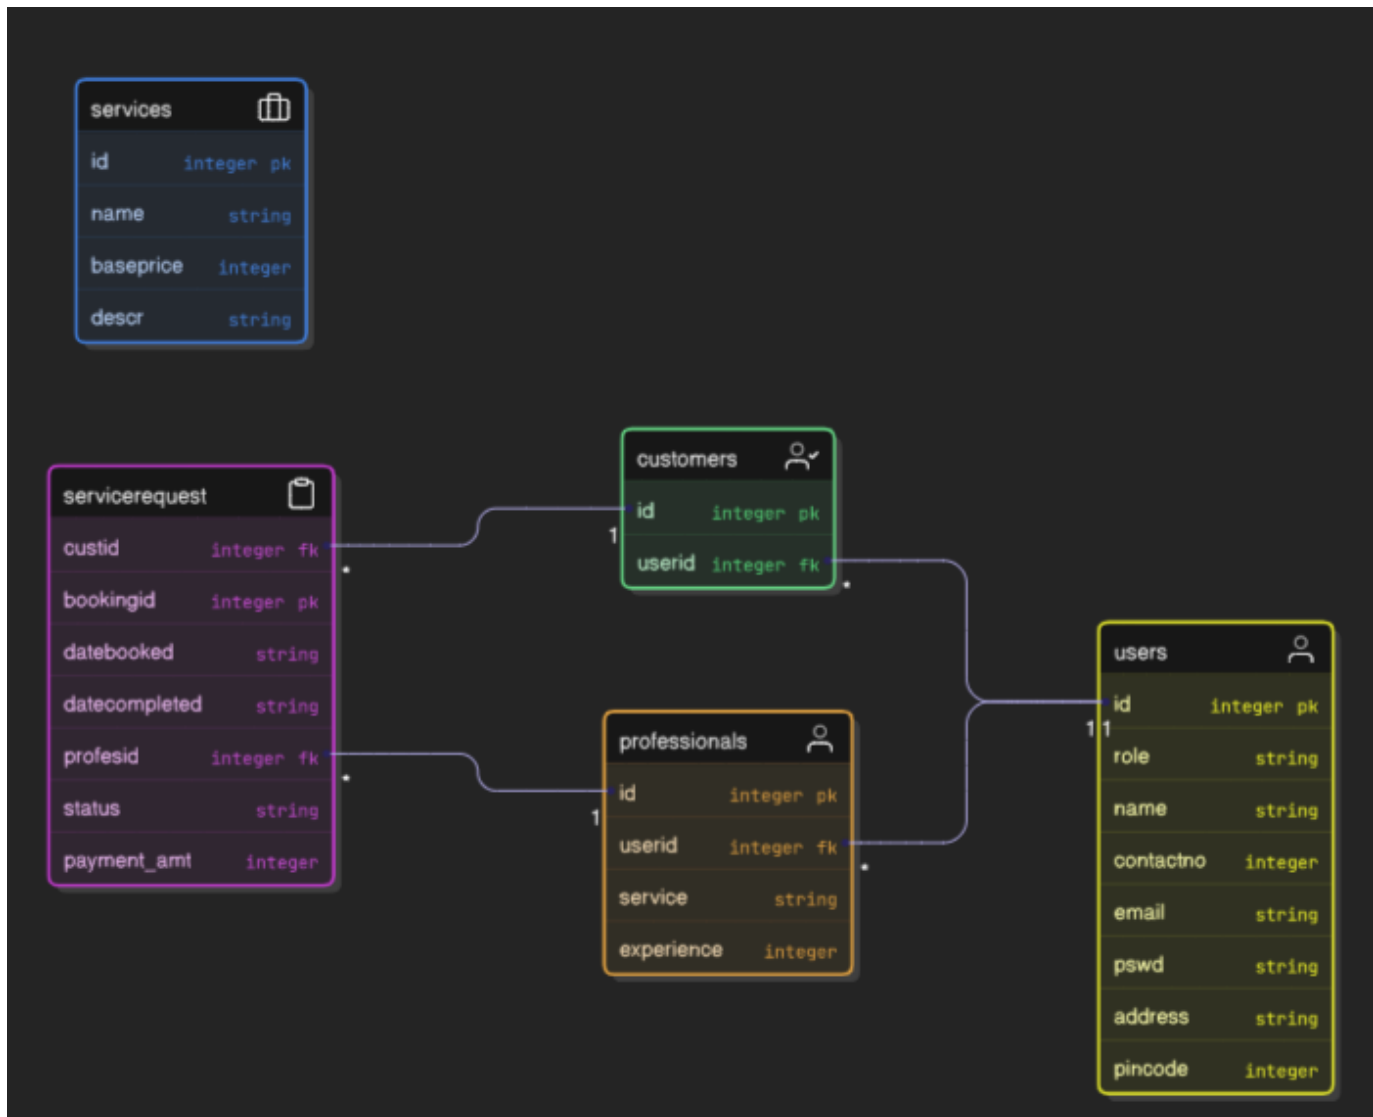 services
id integer pk
name string
baseprice integer
descr string
servicerequest
custid integer fk
bookingid integer pk
datebooked string
datecompleted string
profesid integer fk
status string
payment_amt integer
*
*
customers
id integer pk
userid integer fk
1
*
professionals
id integer pk
userid integer fk
service string
experience integer
1
*
users
id integer pk
role string
name string
contactno integer
email string
pswd string
address string
pincode integer
1 1